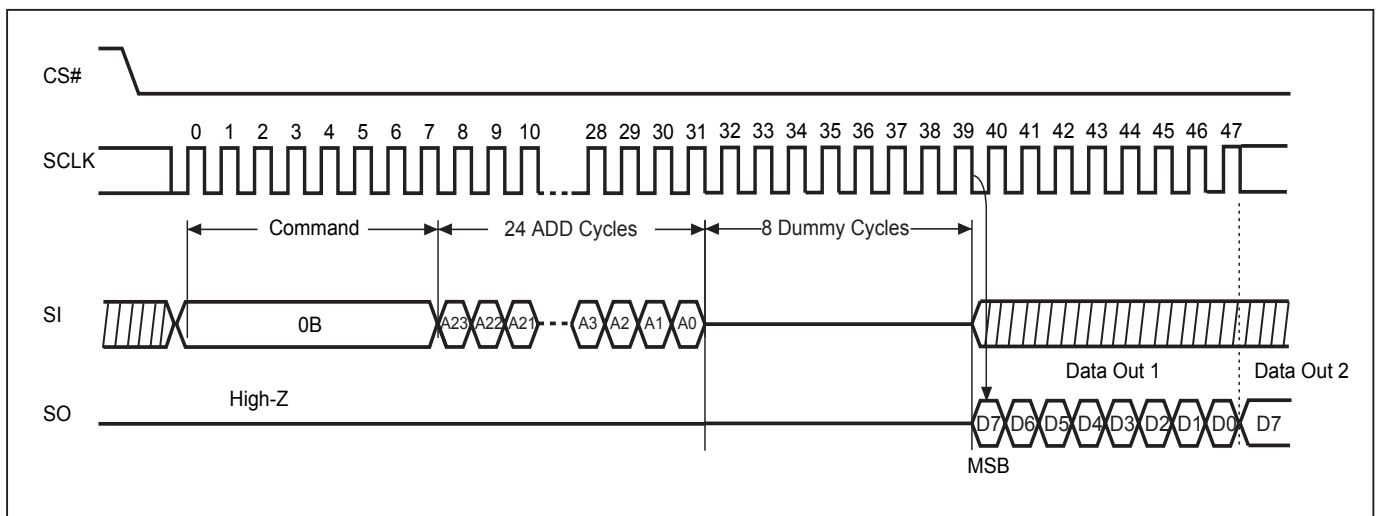 CS#
0 1 2 3 4 5 6 7 8 9 10 28 29 30 31 32 33 34 35 36 37 38 39 40 41 42 43 44 45 46 47
SCLK
Command 24 ADD Cycles 8 Dummy Cycles
SI
0B A23 A22 A21 A3 A2 A1 A0
Data Out 1 Data Out 2
High-Z
SO
D7 D6 D5 D4 D3 D2 D1 D0 D7
MSB